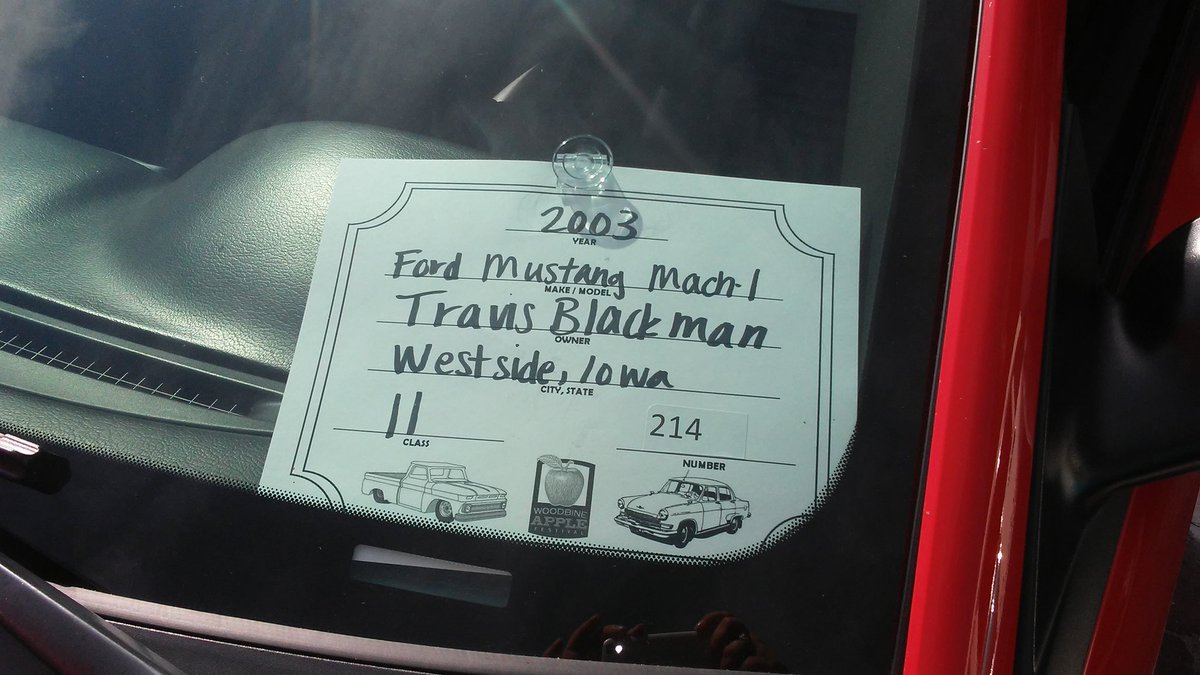 2003
YEAR
Ford Mustang Mach-1
MAKE / MODEL
Travis Blackman
OWNER
Westside, Iowa
CITY, STATE
11
CLASS
214
NUMBER
WOODBINE
APPLE
FESTIVAL